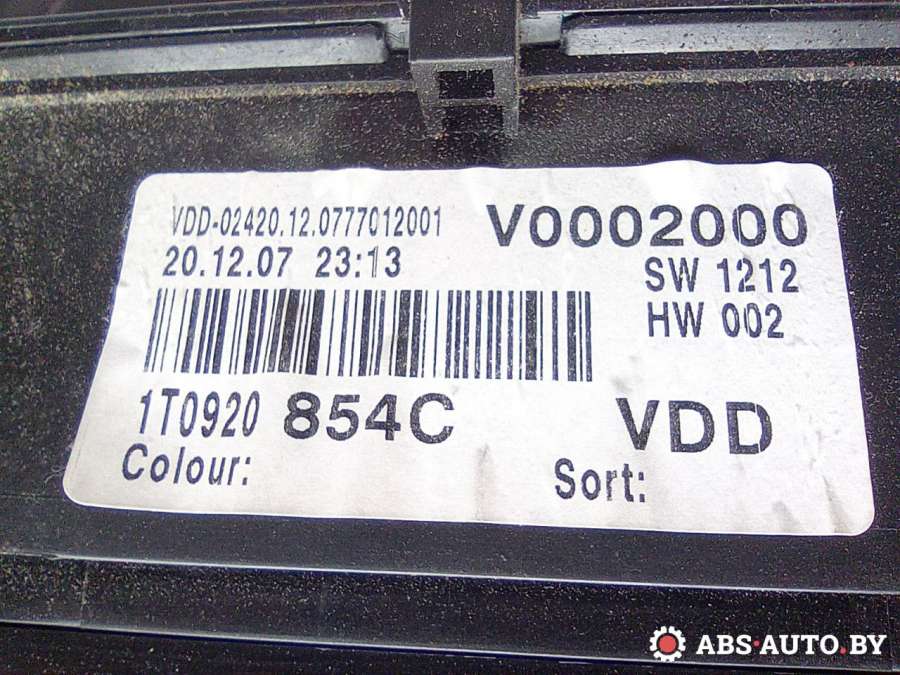 VDD-02420.12.0777012001 V0002000
20.12.07 23:13 SW 1212
HW 002
1T0920 854C VDD
Colour: Sort:
ABS-AUTO.BY